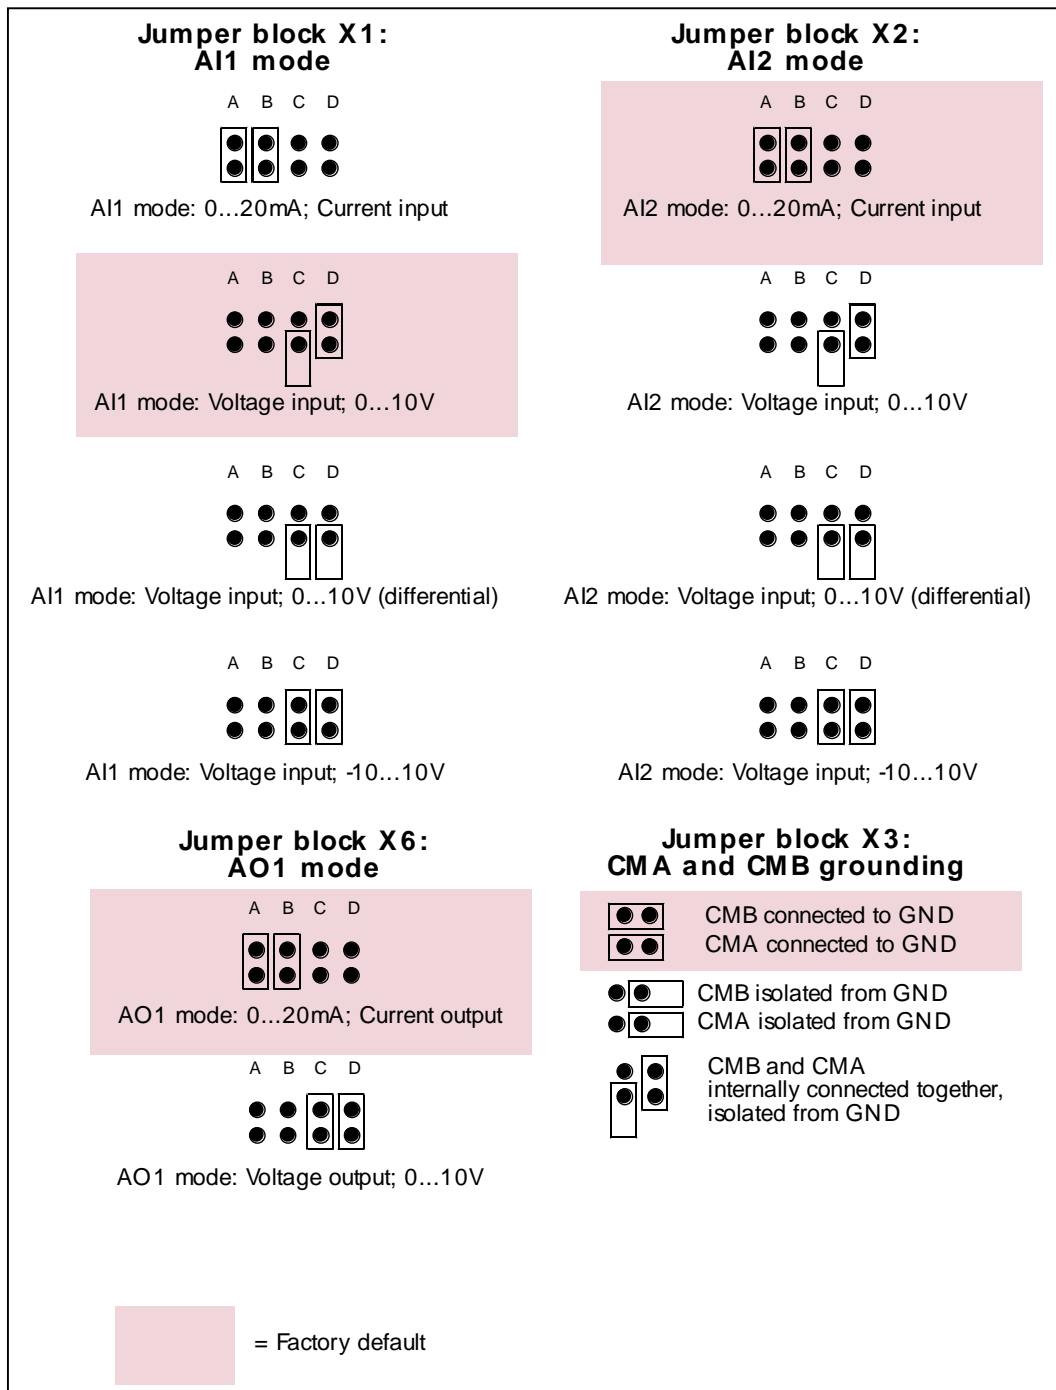 Jumper block X1:
AI1 mode
A B C D
AI1 mode: 0...20mA; Current input
A B C D
AI1 mode: Voltage input; 0...10V
A B C D
AI1 mode: Voltage input; 0...10V (differential)
A B C D
AI1 mode: Voltage input; -10...10V
Jumper block X2:
AI2 mode
A B C D
AI2 mode: 0...20mA; Current input
A B C D
AI2 mode: Voltage input; 0...10V
A B C D
AI2 mode: Voltage input; 0...10V (differential)
A B C D
AI2 mode: Voltage input; -10...10V
Jumper block X6:
AO1 mode
A B C D
AO1 mode: 0...20mA; Current output
A B C D
AO1 mode: Voltage output; 0...10V
Jumper block X3:
CMA and CMB grounding
CMB connected to GND
CMA connected to GND
CMB isolated from GND
CMA isolated from GND
CMB and CMA
internally connected together,
isolated from GND
= Factory default